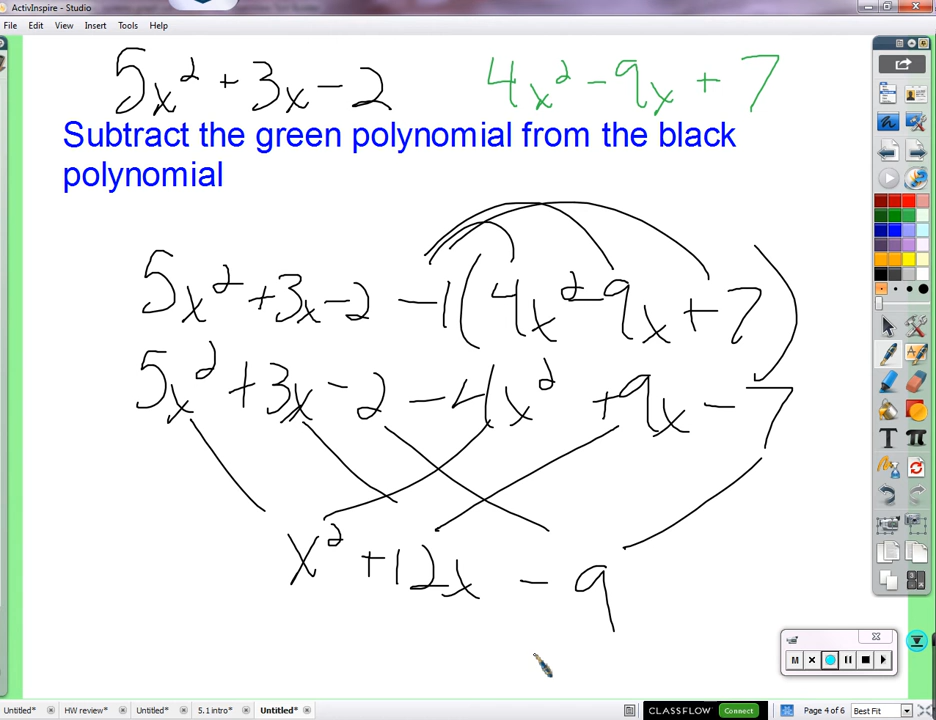 ActivInspire - Studio
File Edit View Insert Tools Help
5x² + 3x - 2 4x² - 9x + 7
Subtract the green polynomial from the black
polynomial
5x² + 3x - 2 - 1(4x² - 9x + 7)
5x² + 3x - 2 - 4x² + 9x - 7
x² + 12x - 9
Untitled* HW review* Untitled* 5.1 intro* Untitled* CLASSFLOW Connect Page 4 of 6 Best Fit